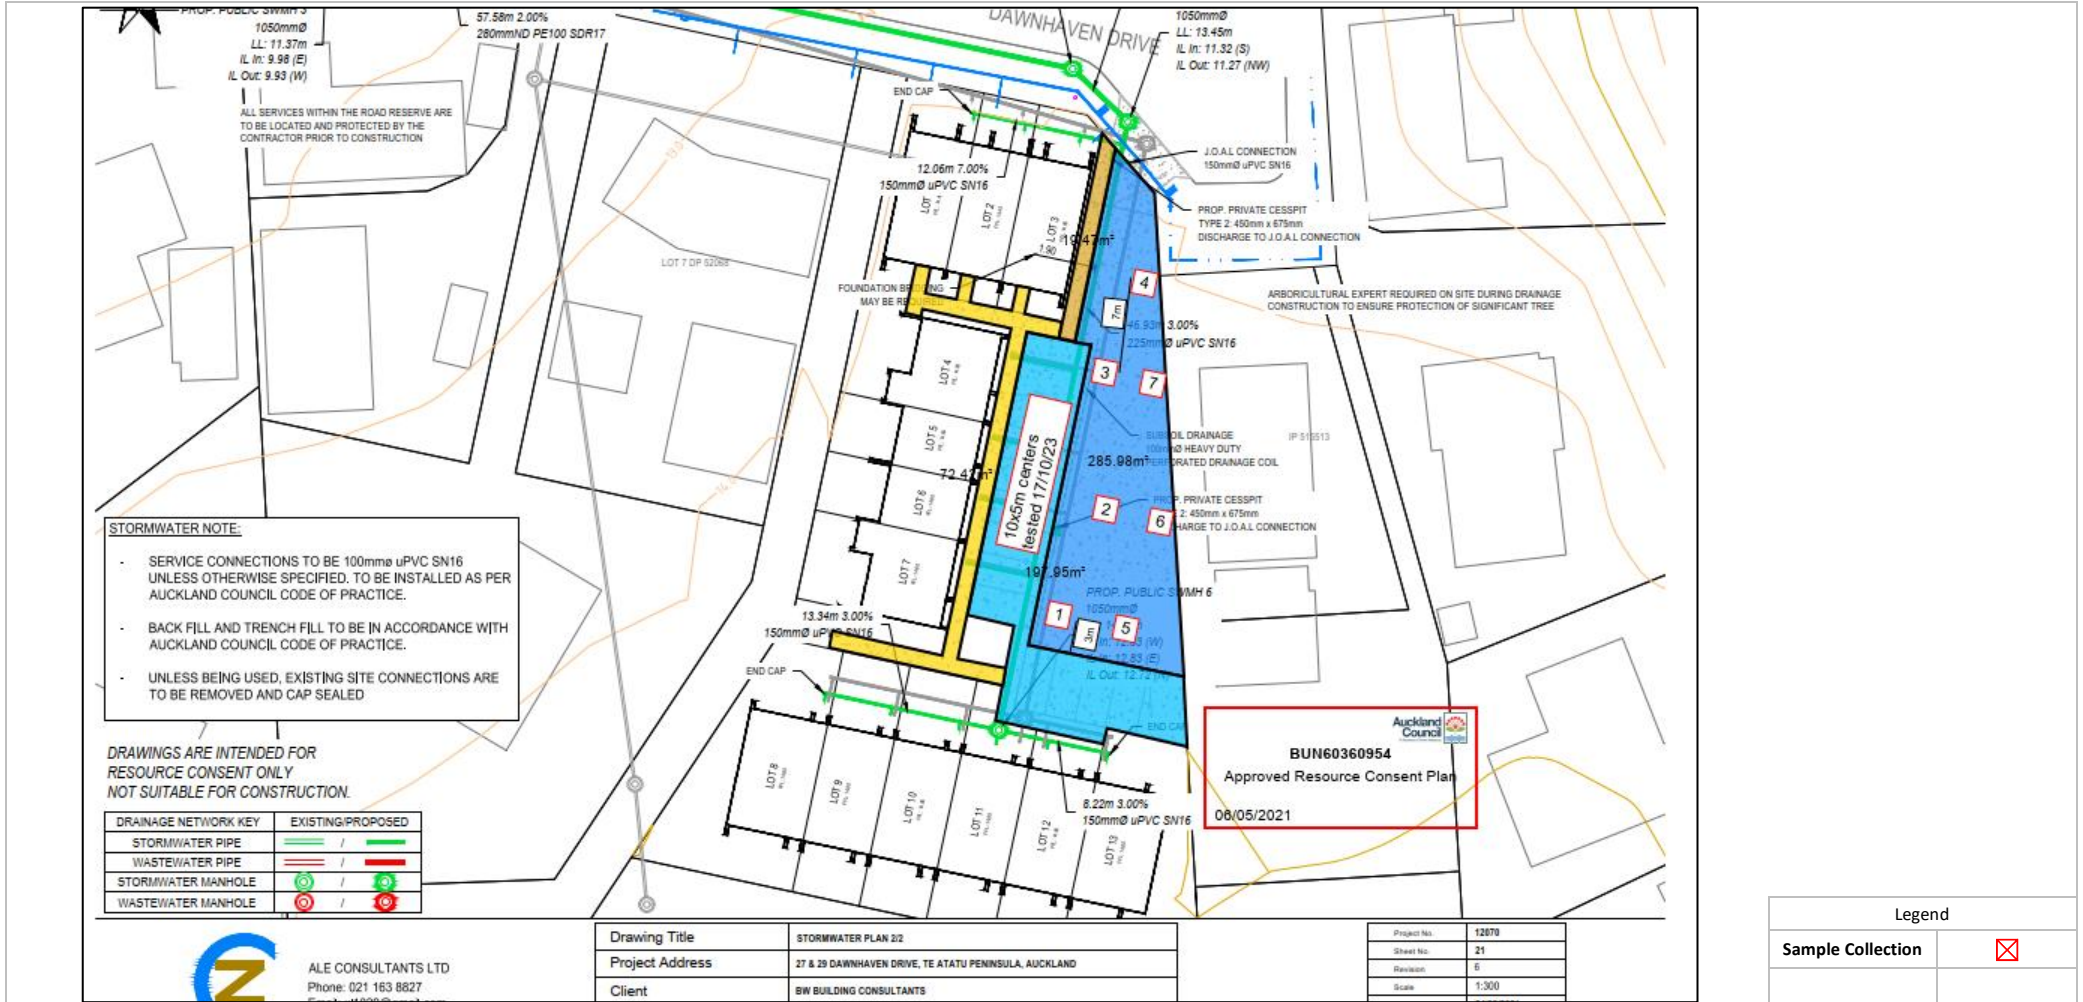 PROP. PUBLIC SWMH 5
1050mmØ
LL: 11.37m
IL In: 9.98 (E)
IL Out: 9.93 (W)
57.58m 2.00%
280mmND PE100 SDR17
DAWNHAVEN DRIVE
1050mmØ
LL: 13.45m
IL In: 11.32 (S)
IL Out: 11.27 (NW)
ALL SERVICES WITHIN THE ROAD RESERVE ARE
TO BE LOCATED AND PROTECTED BY THE
CONTRACTOR PRIOR TO CONSTRUCTION
END CAP
J.O.A.L CONNECTION
150mmØ uPVC SN16
12.06m 7.00%
150mmØ uPVC SN16
LOT
LOT 2
LOT 3
19.47m²
1.50
PROP. PRIVATE CESSPIT
TYPE 2: 450mm x 675mm
DISCHARGE TO J.O.A.L CONNECTION
LOT 7 DP 52068
13.0
FOUNDATION BRIDGING
MAY BE REQUIRED
ARBORICULTURAL EXPERT REQUIRED ON SITE DURING DRAINAGE
CONSTRUCTION TO ENSURE PROTECTION OF SIGNIFICANT TREE
4
7m
46.93m 3.00%
225mmØ uPVC SN16
3
7
LOT 4
LOT 5
LOT 6
LOT 7
10x5m centers
tested 17/10/23
SUBSOIL DRAINAGE
100mmØ HEAVY DUTY
PERFORATED DRAINAGE COIL
285.98m²
72.42m²
14.0
PROP. PRIVATE CESSPIT
2: 450mm x 675mm
HARGE TO J.O.A.L CONNECTION
2
6
197.95m²
PROP. PUBLIC SWMH 6
1050mmØ
(W)
12.83 (E)
IL Out: 12.72
1
3m
5
STORMWATER NOTE:
- SERVICE CONNECTIONS TO BE 100mmø uPVC SN16
UNLESS OTHERWISE SPECIFIED. TO BE INSTALLED AS PER
AUCKLAND COUNCIL CODE OF PRACTICE.
- BACK FILL AND TRENCH FILL TO BE IN ACCORDANCE WITH
AUCKLAND COUNCIL CODE OF PRACTICE.
- UNLESS BEING USED, EXISTING SITE CONNECTIONS ARE
TO BE REMOVED AND CAP SEALED
13.34m 3.00%
150mmØ uPVC SN16
END CAP
END CAP
DRAWINGS ARE INTENDED FOR
RESOURCE CONSENT ONLY
NOT SUITABLE FOR CONSTRUCTION.
LOT 8
LOT 9
LOT 10
LOT 11
LOT 12
LOT 13
8.22m 3.00%
150mmØ uPVC SN16
Auckland
Council
BUN60360954
Approved Resource Consent Plan
06/05/2021
DRAINAGE NETWORK KEY EXISTING/PROPOSED
STORMWATER PIPE /
WASTEWATER PIPE /
STORMWATER MANHOLE /
WASTEWATER MANHOLE /
ALE CONSULTANTS LTD
Phone: 021 163 8827
Drawing Title STORMWATER PLAN 2/2
Project Address 27 & 29 DAWNHAVEN DRIVE, TE ATATU PENINSULA, AUCKLAND
Client BW BUILDING CONSULTANTS
Project No. 12070
Sheet No. 21
Revision 6
Scale 1:300
Legend
Sample Collection